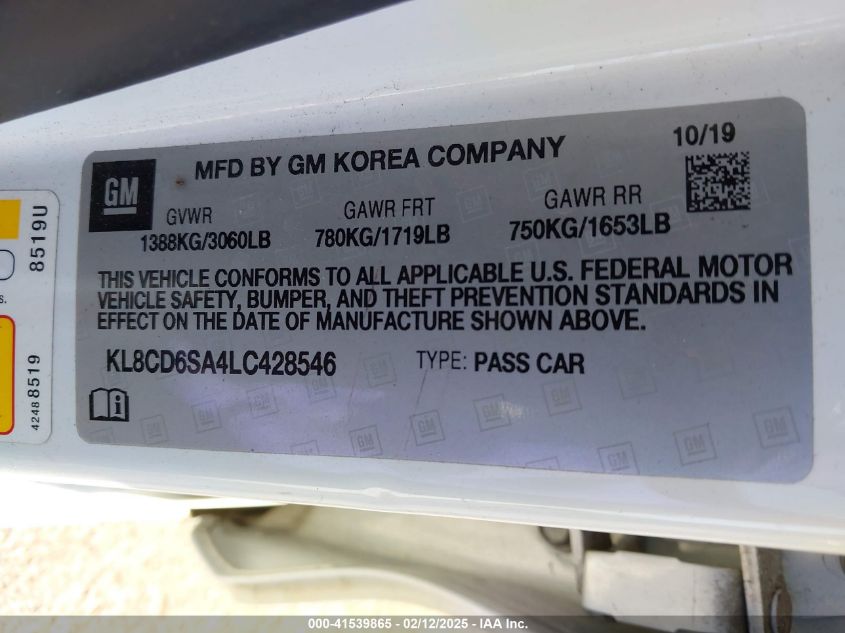 MFD BY GM KOREA COMPANY
10/19
GM
GVWR
GAWR FRT
GAWR RR
1388KG/3060LB
780KG/1719LB
750KG/1653LB
THIS VEHICLE CONFORMS TO ALL APPLICABLE U.S. FEDERAL MOTOR
VEHICLE SAFETY, BUMPER, AND THEFT PREVENTION STANDARDS IN
EFFECT ON THE DATE OF MANUFACTURE SHOWN ABOVE.
KL8CD6SA4LC428546
TYPE: PASS CAR
8519U
s.
42488519
000-41539865 - 02/12/2025 - IAA Inc.